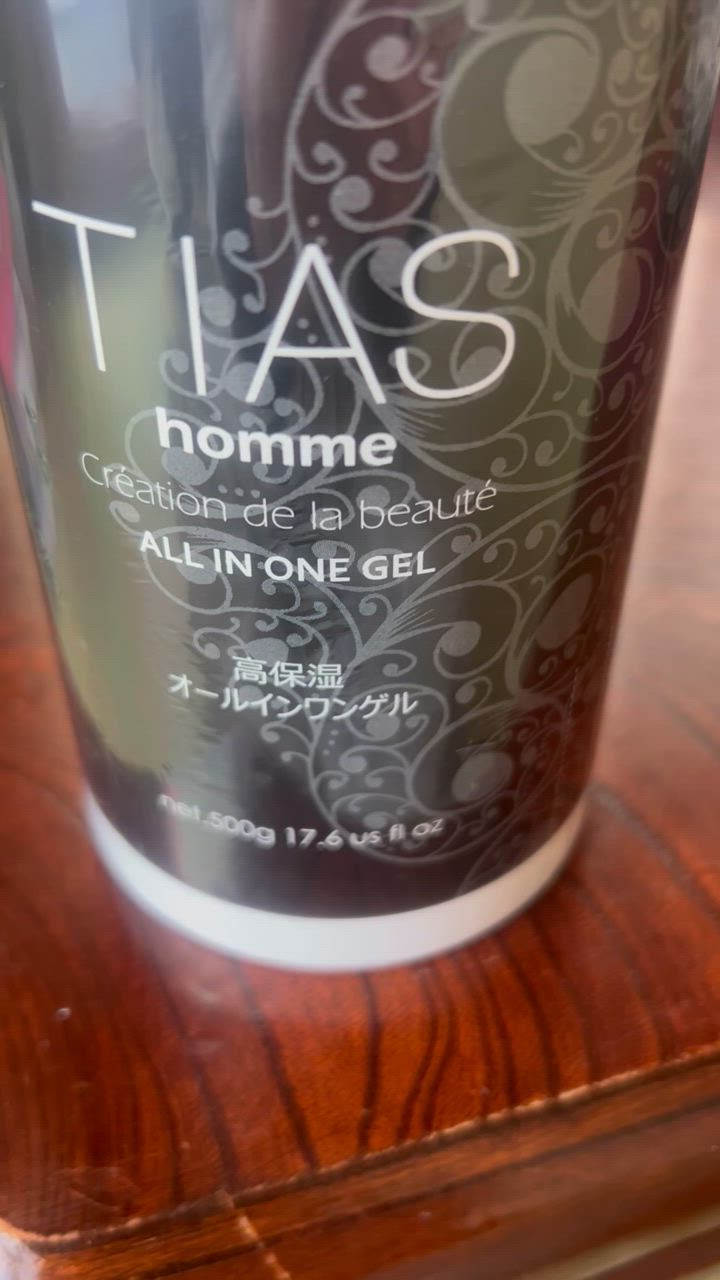 TIAS
homme
Création de la beauté
ALL IN ONE GEL
高保湿
オールインワンゲル
net.500g 17.6 us fl oz